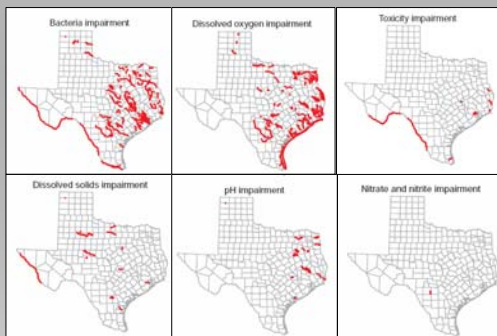 Bacteria impairment
Dissolved oxygen impairment
Toxicity impairment
Dissolved solids impairment
pH impairment
Nitrate and nitrite impairment